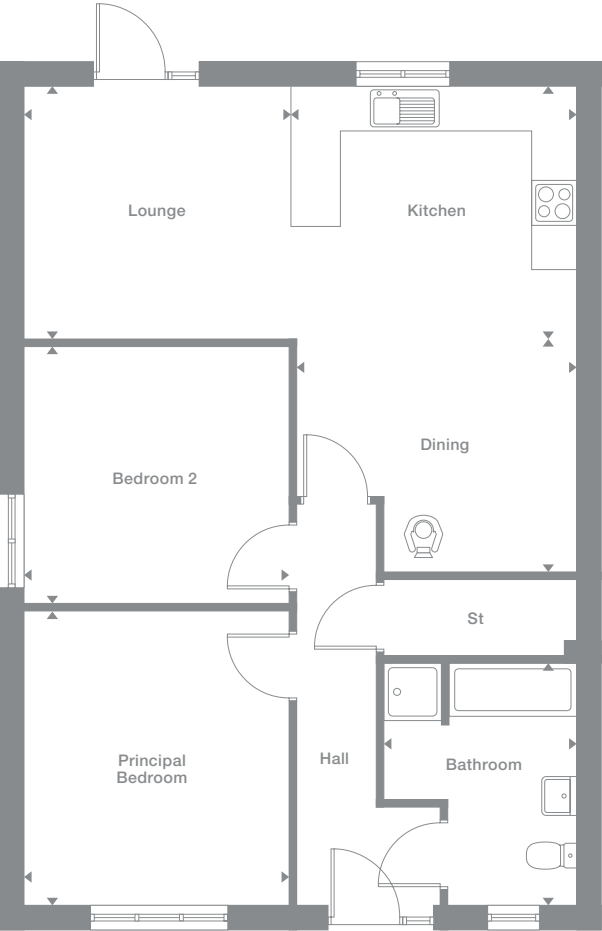 Lounge
Kitchen
Dining
Bedroom 2
St
Principal
Bedroom
Hall
Bathroom